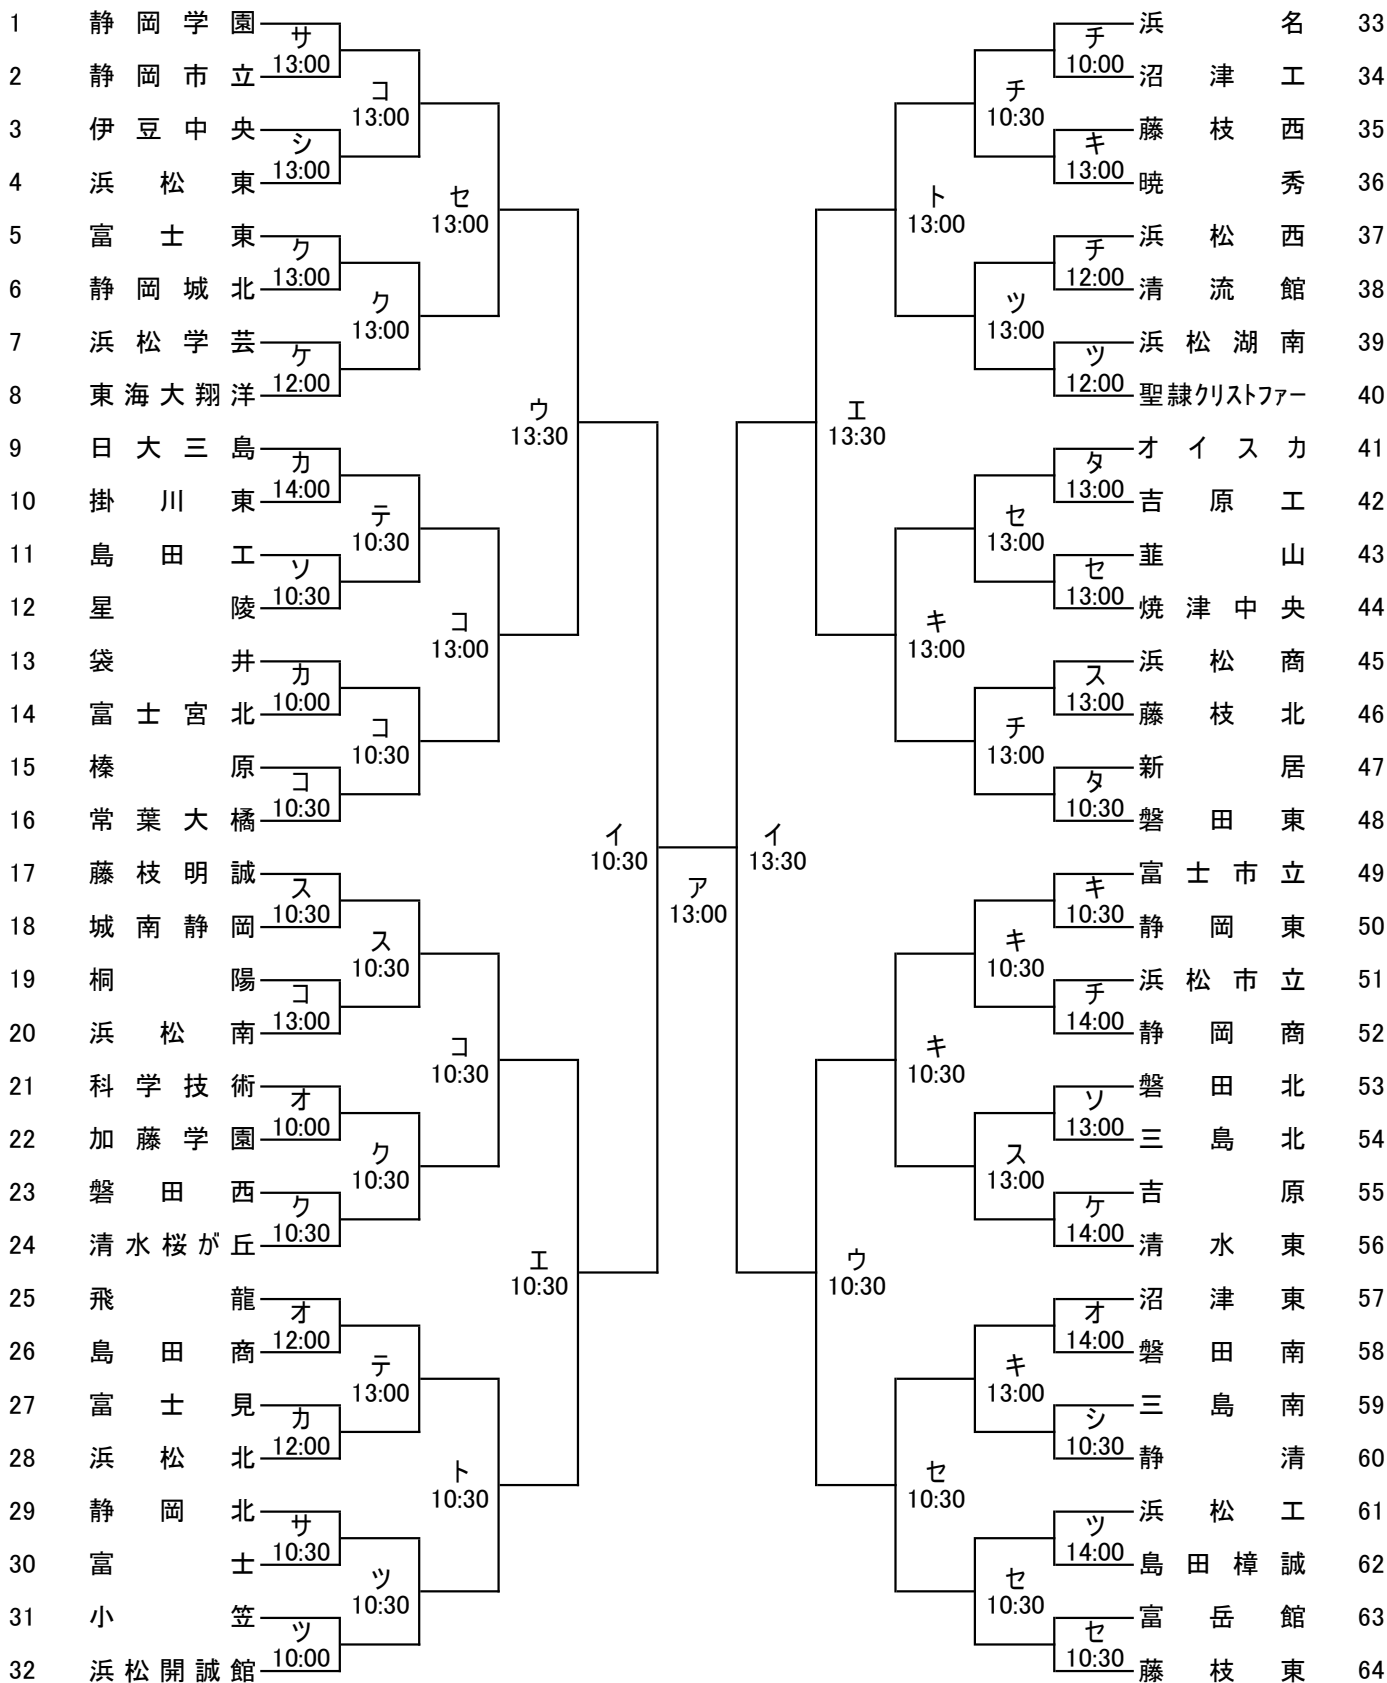 1 静岡学園
サ
13:00
2 静岡市立
コ
13:00
3 伊豆中央
シ
13:00
4 浜松東
セ
13:00
5 富士東
ク
13:00
6 静岡城北
ク
13:00
7 浜松学芸
ケ
12:00
8 東海大翔洋
ウ
13:30
9 日大三島
カ
14:00
10 掛川東
テ
10:30
11 島田工
ソ
10:30
12 星陵
コ
13:00
13 袋井
カ
10:00
14 富士宮北
コ
10:30
15 榛原
コ
10:30
16 常葉大橘
イ
10:30
17 藤枝明誠
ス
10:30
18 城南静岡
ス
10:30
19 桐陽
コ
13:00
20 浜松南
コ
10:30
21 科学技術
オ
10:00
22 加藤学園
ク
10:30
23 磐田西
ク
10:30
24 清水桜が丘
エ
10:30
25 飛龍
オ
12:00
26 島田商
テ
13:00
27 富士見
カ
12:00
28 浜松北
ト
10:30
29 静岡北
サ
10:30
30 富士
ツ
10:30
31 小笠
ツ
10:00
32 浜松開誠館
ア
13:00
浜名 33
チ
10:00
沼津工 34
チ
10:30
藤枝西 35
キ
13:00
暁秀 36
ト
13:00
浜松西 37
チ
12:00
清流館 38
ツ
13:00
浜松湖南 39
ツ
12:00
聖隷クリストファー 40
エ
13:30
オイスカ 41
タ
13:00
吉原工 42
セ
13:00
韮山 43
セ
13:00
焼津中央 44
キ
13:00
浜松商 45
ス
13:00
藤枝北 46
チ
13:00
新居 47
タ
10:30
磐田東 48
イ
13:30
富士市立 49
キ
10:30
静岡東 50
キ
10:30
浜松市立 51
チ
14:00
静岡商 52
キ
10:30
磐田北 53
ソ
13:00
三島北 54
ス
13:00
吉原 55
ケ
14:00
清水東 56
ウ
10:30
沼津東 57
オ
14:00
磐田南 58
キ
13:00
三島南 59
シ
10:30
静清 60
セ
10:30
浜松工 61
ツ
14:00
島田樟誠 62
セ
10:30
富岳館 63
セ
10:30
藤枝東 64